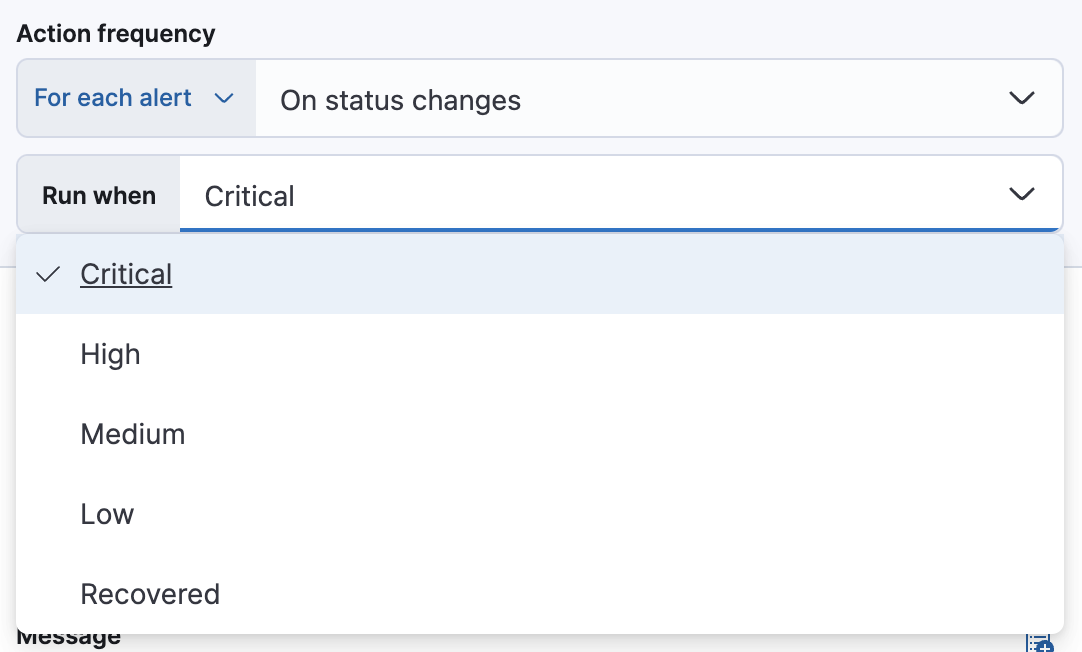 Action frequency
For each alert On status changes
Run when Critical
Critical
High
Medium
Low
Recovered
Message